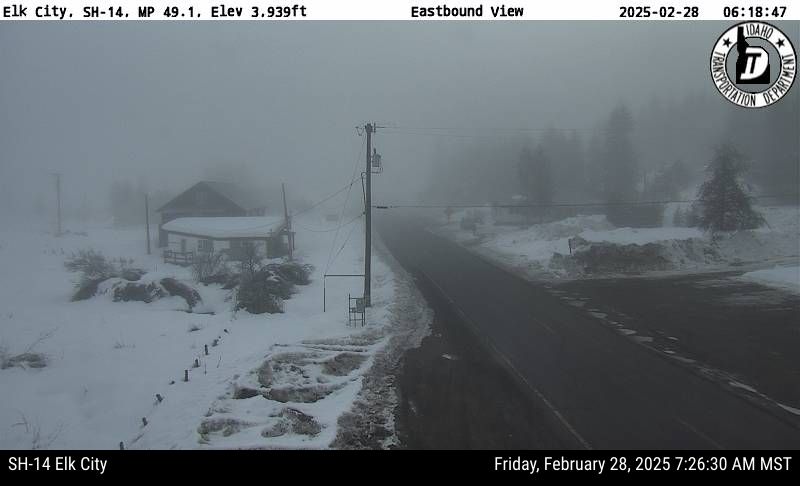 Elk City, SH-14, MP 49.1, Elev 3,939ft Eastbound View 2025-02-28 06:18:47
IDAHO TRANSPORTATION DEPARTMENT
SH-14 Elk City Friday, February 28, 2025 7:26:30 AM MST